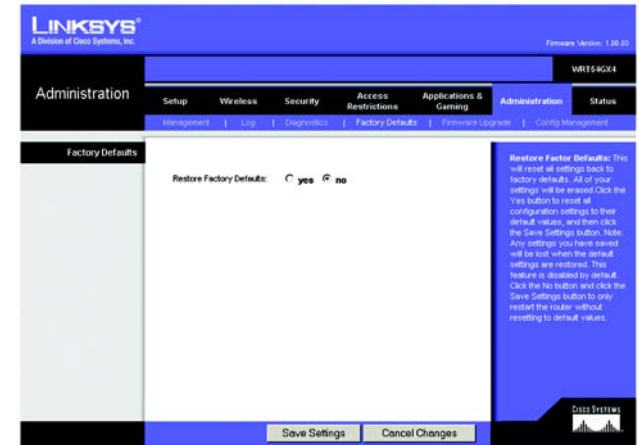 LINKSYS®
A Division of Cisco Systems, Inc.
Firmware Version: 1.00.03
WRT54GX4
Administration
Setup Wireless Security Access Restrictions Applications & Gaming Administration Status
Management | Log | Diagnostics | Factory Defaults | Firmware Upgrade | Config Management
Factory Defaults
Restore Factory Defaults: yes no
Restore Factor Defaults: This
will reset all settings back to
factory defaults. All of your
settings will be erased.Click the
Yes button to reset all
configuration settings to their
default values, and then click
the Save Settings button. Note:
Any settings you have saved
will be lost when the default
settings are restored. This
feature is disabled by default.
Click the No button and click the
Save Settings button to only
restart the router without
resetting to default values.
CISCO SYSTEMS
Save Settings Cancel Changes